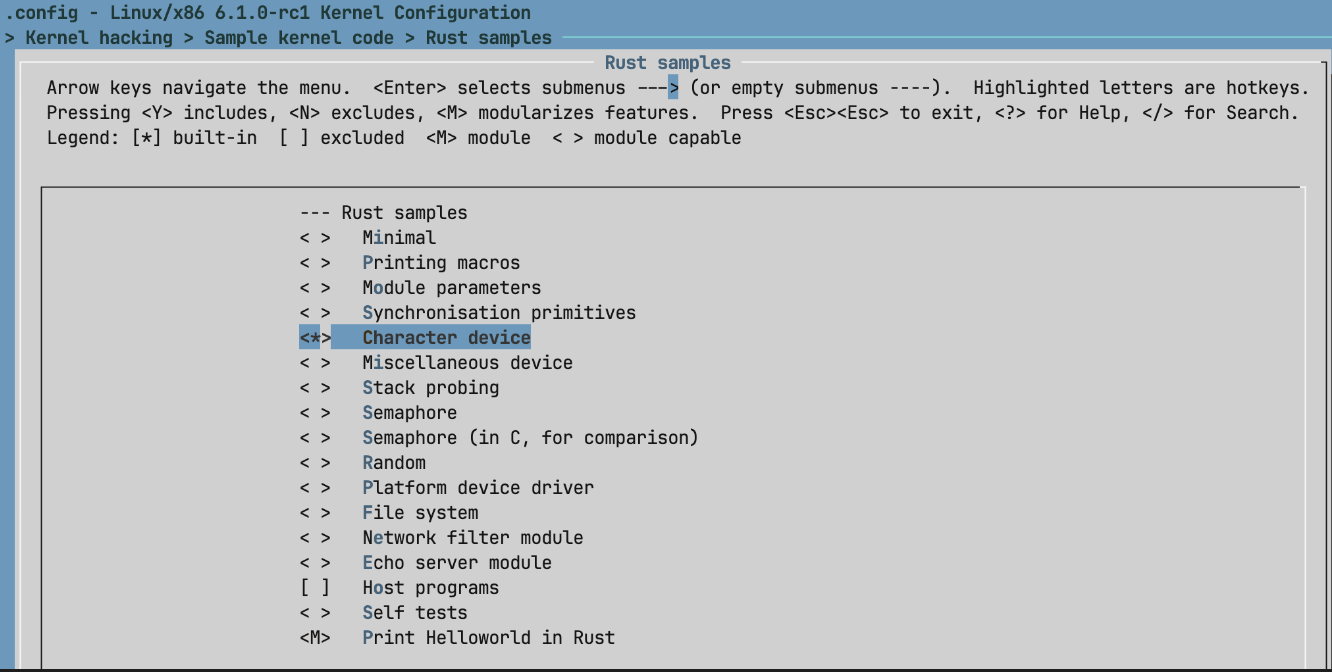 .config - Linux/x86 6.1.0-rc1 Kernel Configuration
> Kernel hacking > Sample kernel code > Rust samples
Rust samples
Arrow keys navigate the menu.  <Enter> selects submenus ---> (or empty submenus ----).  Highlighted letters are hotkeys.
Pressing <Y> includes, <N> excludes, <M> modularizes features.  Press <Esc><Esc> to exit, <?> for Help, </> for Search.
Legend: [*] built-in  [ ] excluded  <M> module  < > module capable
--- Rust samples
< >   Minimal
< >   Printing macros
< >   Module parameters
< >   Synchronisation primitives
<*>   Character device
< >   Miscellaneous device
< >   Stack probing
< >   Semaphore
< >   Semaphore (in C, for comparison)
< >   Random
< >   Platform device driver
< >   File system
< >   Network filter module
< >   Echo server module
[ ]   Host programs
< >   Self tests
<M>   Print Helloworld in Rust